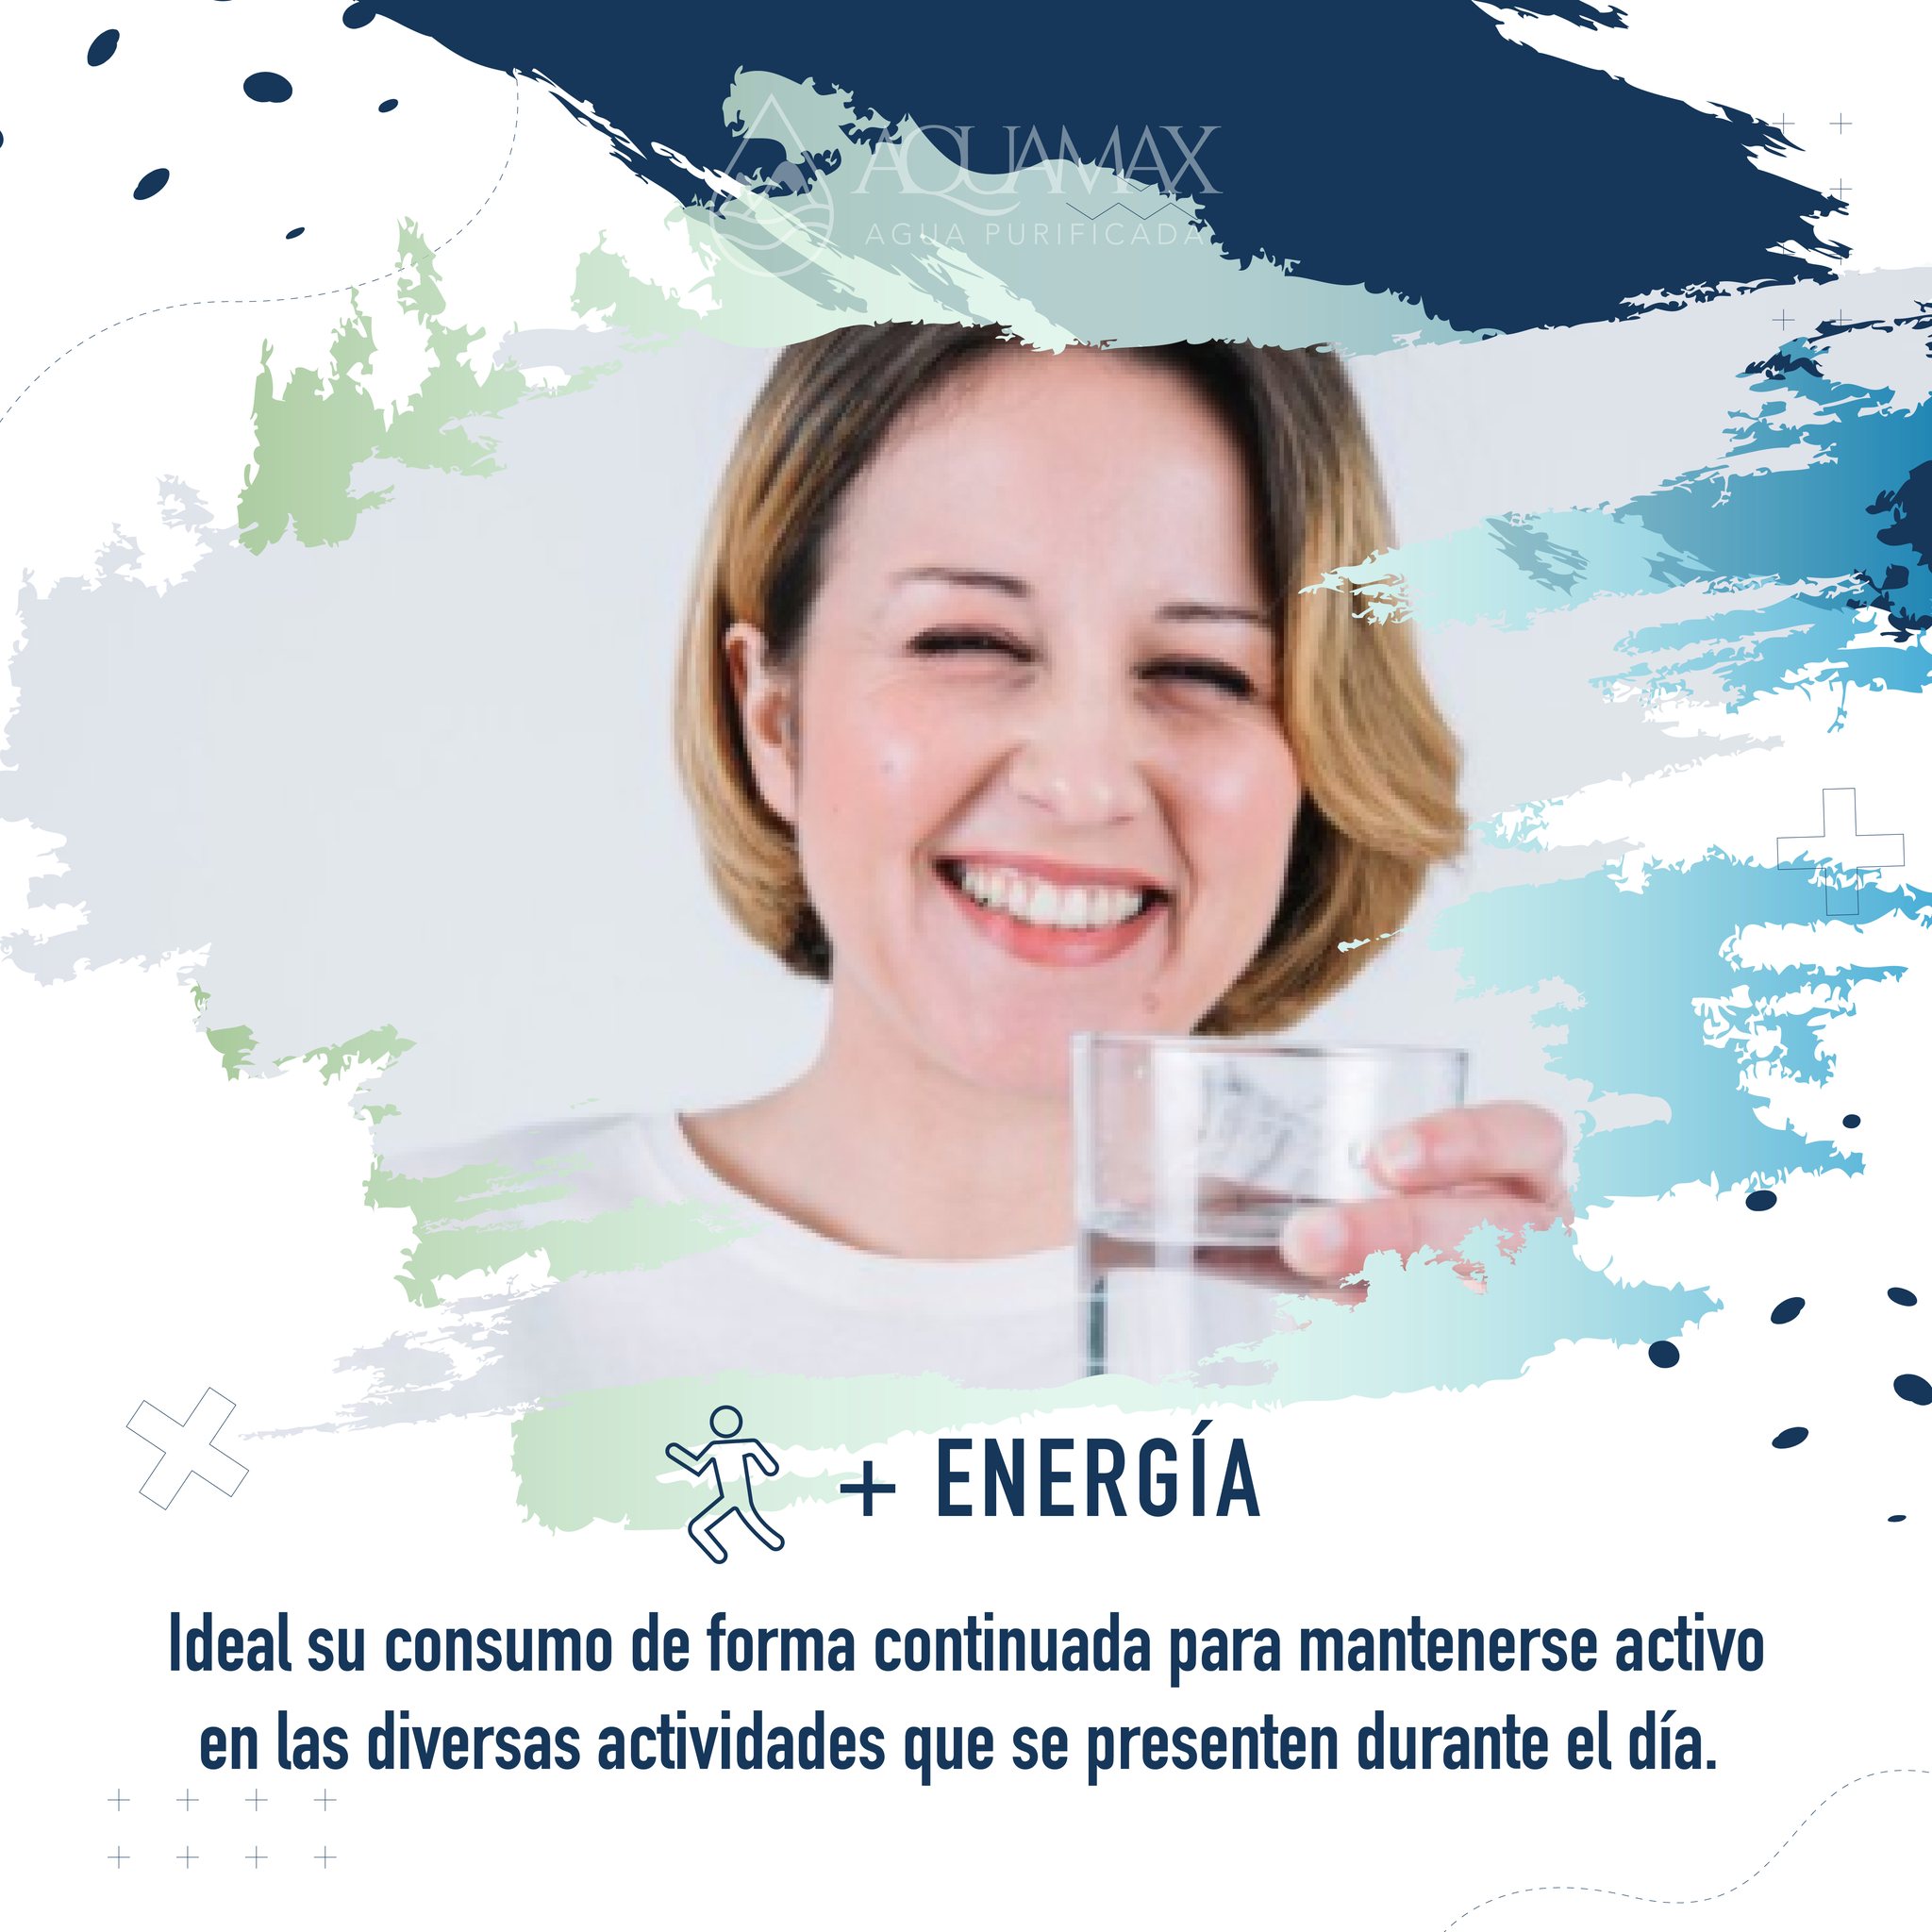 AQUAMAX
AGUA PURIFICADA
+ ENERGÍA
Ideal su consumo de forma continuada para mantenerse activo
en las diversas actividades que se presenten durante el día.